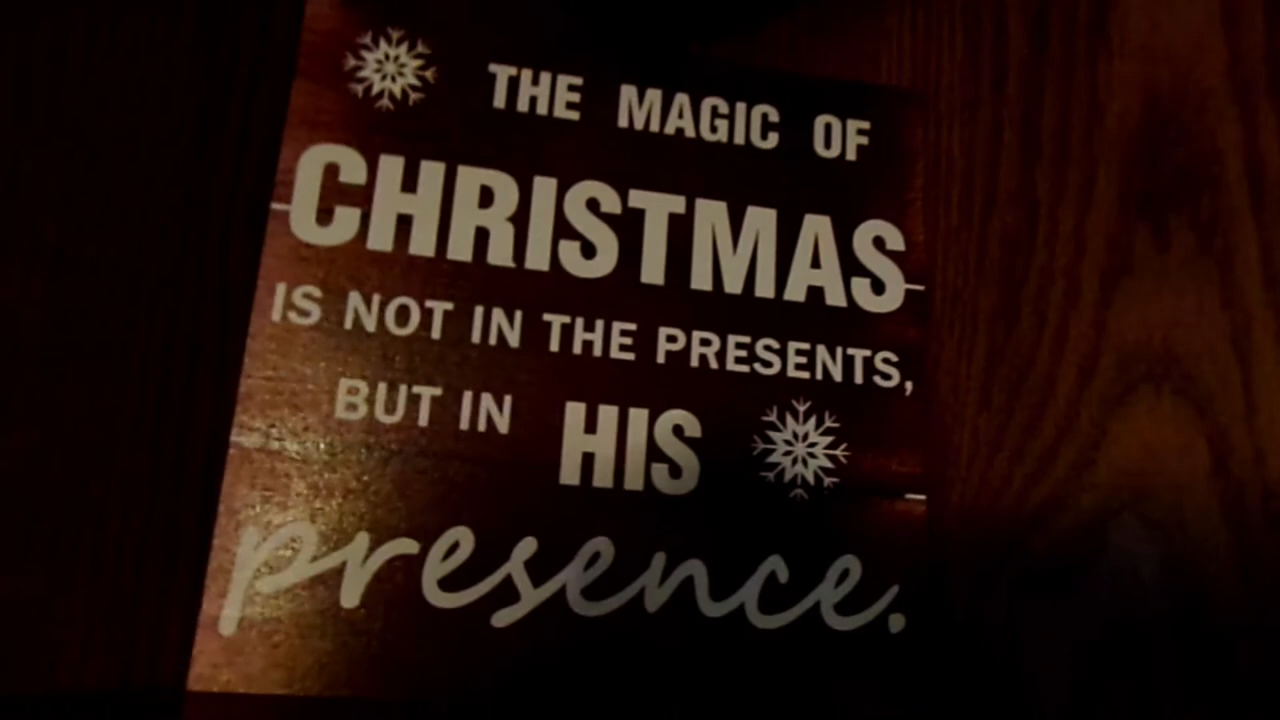 THE MAGIC OF
CHRISTMAS
IS NOT IN THE PRESENTS,
BUT IN HIS
presence.